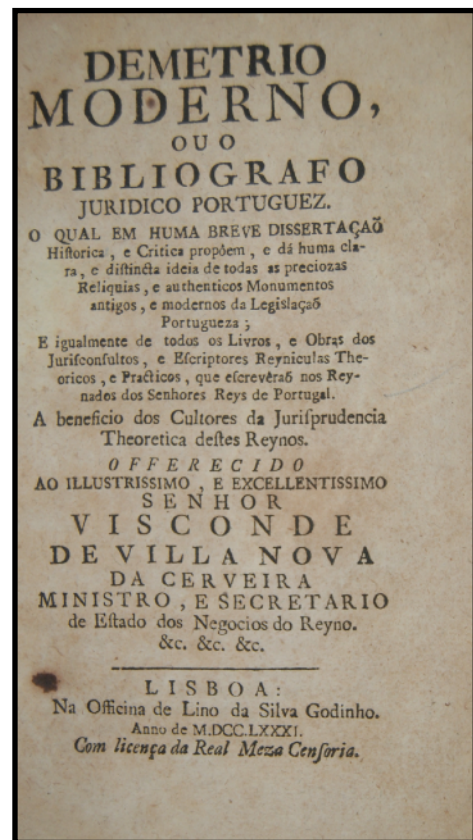 DEMETRIO
MODERNO,
OU O
BIBLIOGRAFO
JURIDICO PORTUGUEZ.
O QUAL EM HUMA BREVE DISSERTAÇAÕ
Hiſtorica, e Critica propõem, e dá huma cla-
ra, e diſtincta ideia de todas as preciozas
Reliquias, e authenticos Monumentos
antigos, e modernos da Legiſlaçaõ
Portugueza;
E igualmente de todos os Livros, e Obras dos
Juriſconſultos, e Eſcriptores Reyniculas The-
oricos, e Practicos, que eſcrevêraõ nos Rey-
nados dos Senhores Reys de Portugal.
A beneficio dos Cultores da Juriſprudencia
Theoretica deſtes Reynos.
OFFERECIDO
AO ILLUSTRISSIMO, E EXCELLENTISSIMO
SENHOR
VISCONDE
DE VILLA NOVA
DA CERVEIRA
MINISTRO, E SECRETARIO
de Eſtado dos Negocios do Reyno.
&c. &c. &c.
LISBOA:
Na Officina de Lino da Silva Godinho.
Anno de M.DCC.LXXXI.
Com licença da Real Meza Cenſoria.